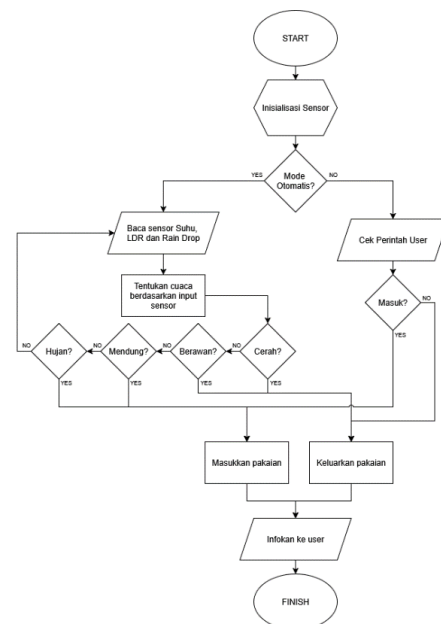 START
Inisialisasi Sensor
Mode
Otomatis?
YES
NO
Baca sensor Suhu,
LDR dan Rain Drop
Cek Perintah User
Tentukan cuaca
berdasarkan input
sensor
Masuk?
NO
YES
Hujan?
NO
YES
Mendung?
NO
YES
Berawan?
NO
YES
Cerah?
NO
YES
Masukkan pakaian
Keluarkan pakaian
Infokan ke user
FINISH